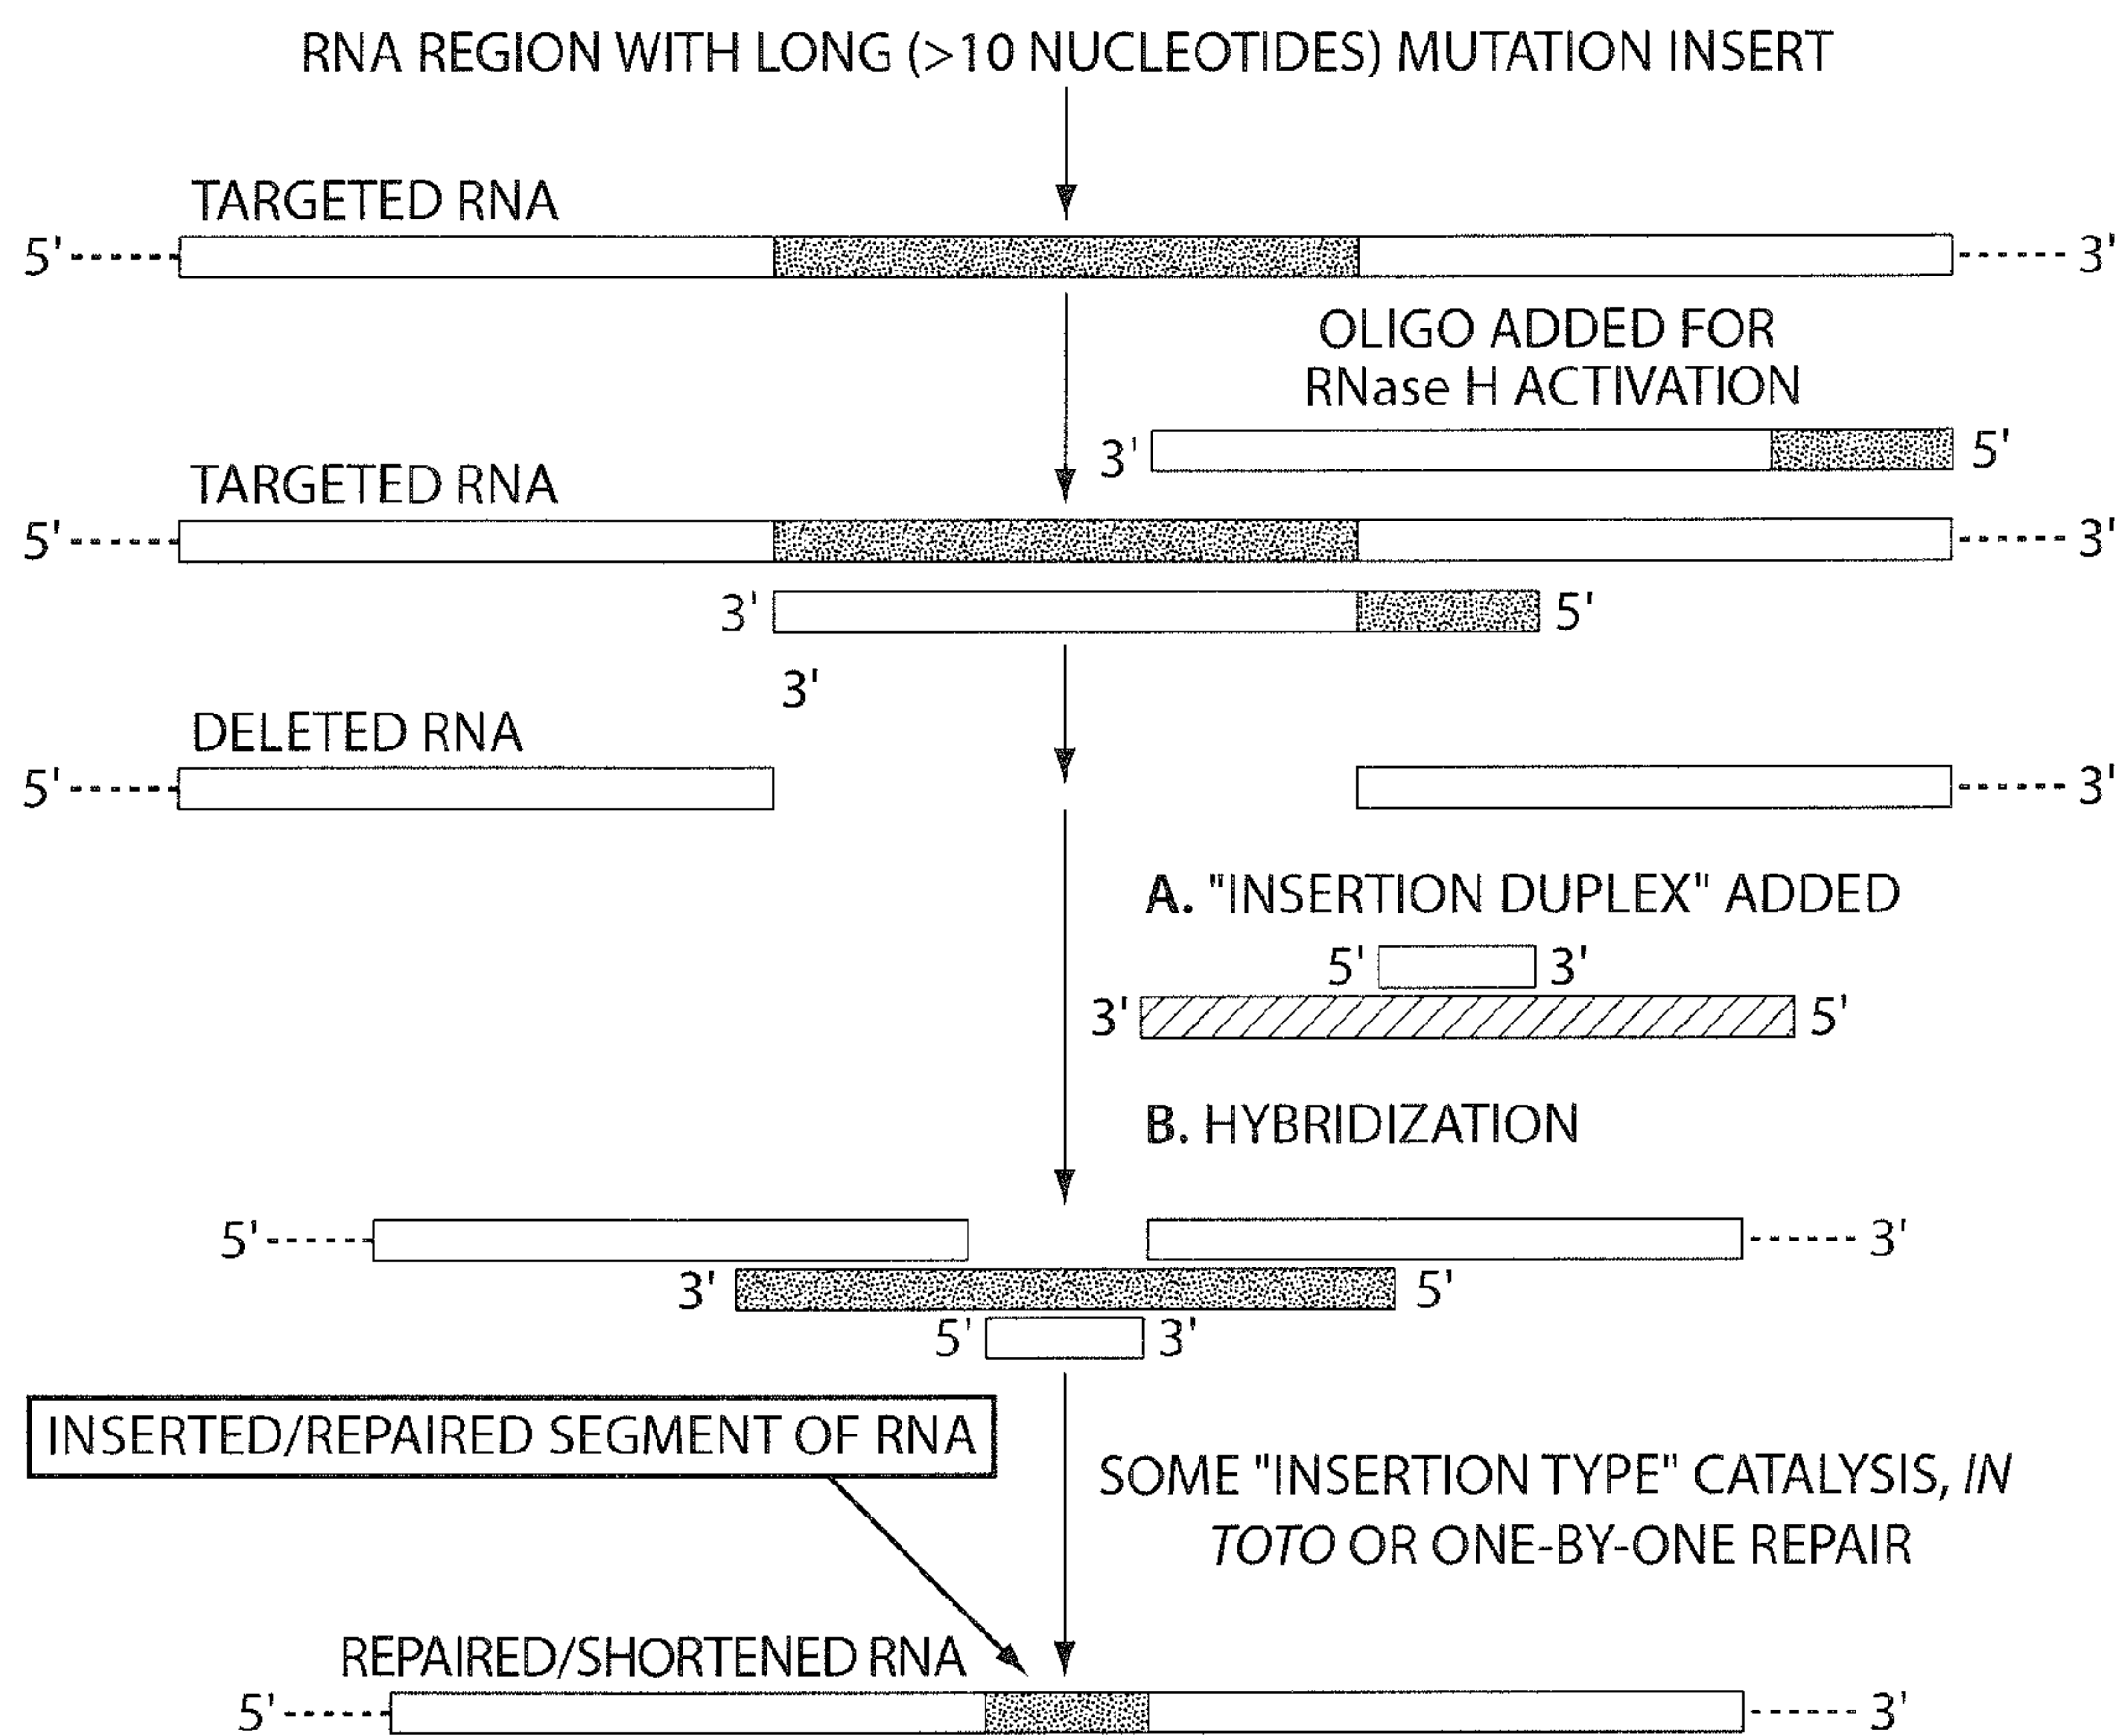 RNA REGION WITH LONG (>10 NUCLEOTIDES) MUTATION INSERT
TARGETED RNA
5' 3'
OLIGO ADDED FOR
RNase H ACTIVATION
3' 5'
TARGETED RNA
5' 3'
3' 5'
3'
DELETED RNA
5' 3'
A. "INSERTION DUPLEX" ADDED
5' 3'
3' 5'
B. HYBRIDIZATION
5' 3'
3' 5'
5' 3'
INSERTED/REPAIRED SEGMENT OF RNA
SOME "INSERTION TYPE" CATALYSIS, IN
TOTO OR ONE-BY-ONE REPAIR
REPAIRED/SHORTENED RNA
5' 3'